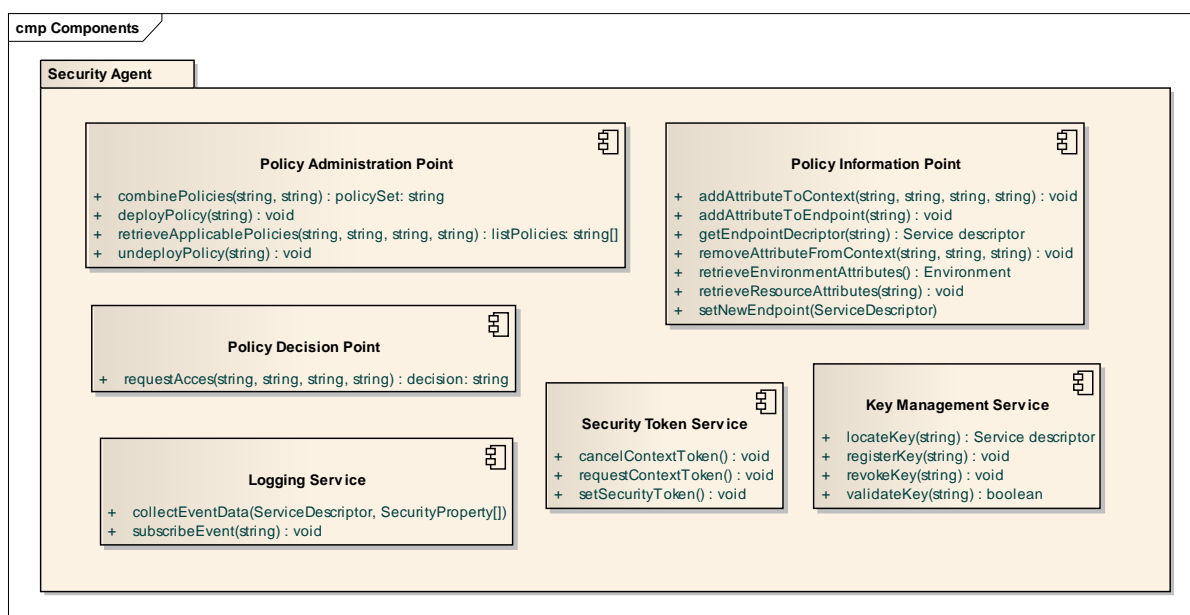 cmp Components
Security Agent
Policy Administration Point
+ combinePolicies(string, string) : policySet: string
+ deployPolicy(string) : void
+ retrieveApplicablePolicies(string, string, string, string) : listPolicies: string[]
+ undeployPolicy(string) : void
Policy Information Point
+ addAttributeToContext(string, string, string, string) : void
+ addAttributeToEndpoint(string) : void
+ getEndpointDecriptor(string) : Service descriptor
+ removeAttributeFromContext(string, string, string) : void
+ retrieveEnvironmentAttributes() : Environment
+ retrieveResourceAttributes(string) : void
+ setNewEndpoint(ServiceDescriptor)
Policy Decision Point
+ requestAcces(string, string, string, string) : decision: string
Security Token Service
+ cancelContextToken() : void
+ requestContextToken() : void
+ setSecurityToken() : void
Key Management Service
+ locateKey(string) : Service descriptor
+ registerKey(string) : void
+ revokeKey(string) : void
+ validateKey(string) : boolean
Logging Service
+ collectEventData(ServiceDescriptor, SecurityProperty[])
+ subscribeEvent(string) : void